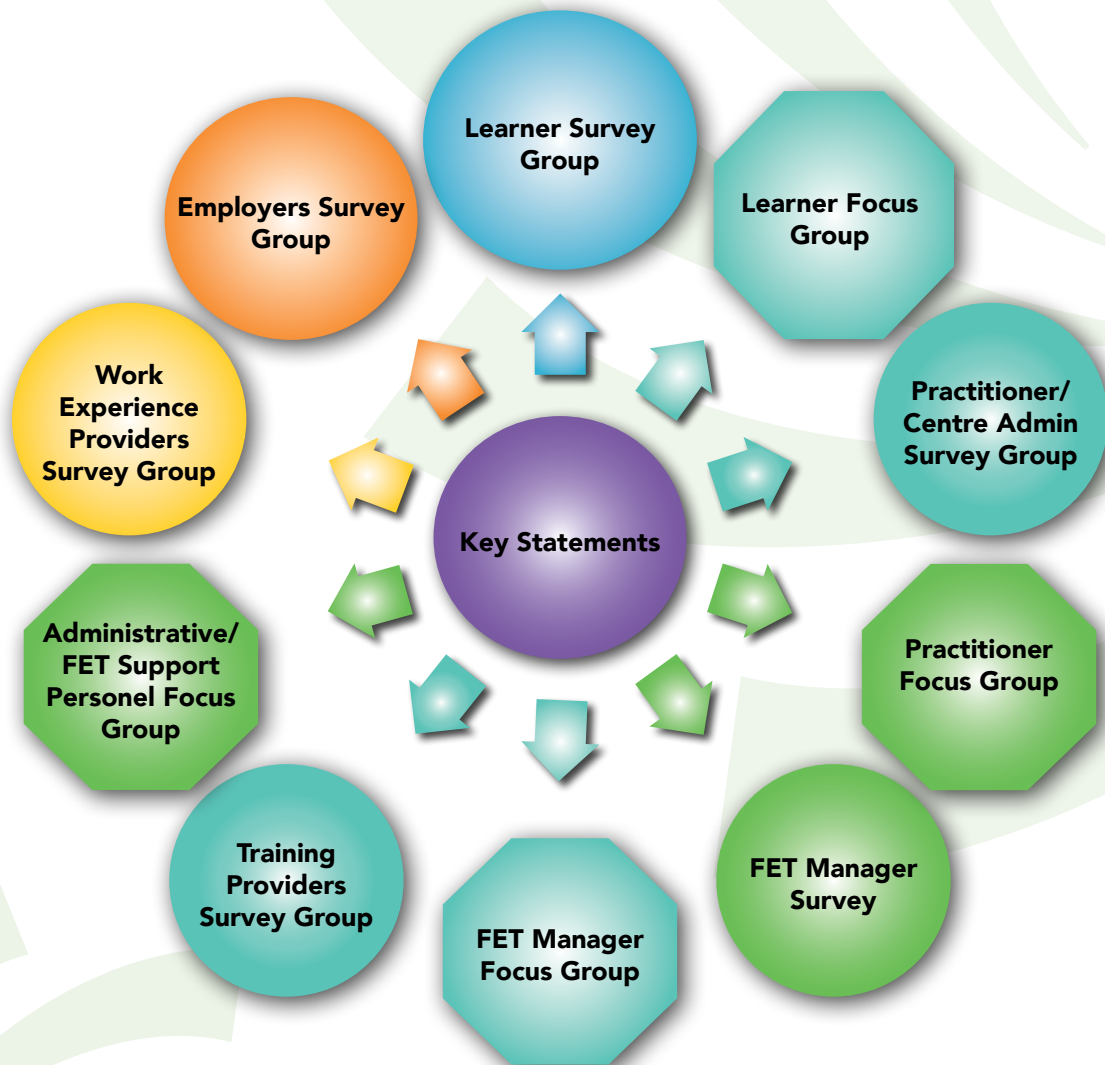 Learner Survey
Group
Learner Focus
Group
Practitioner/
Centre Admin
Survey Group
Practitioner
Focus Group
FET Manager
Survey
FET Manager
Focus Group
Training
Providers
Survey Group
Administrative/
FET Support
Personel Focus
Group
Work
Experience
Providers
Survey Group
Employers Survey
Group
Key Statements